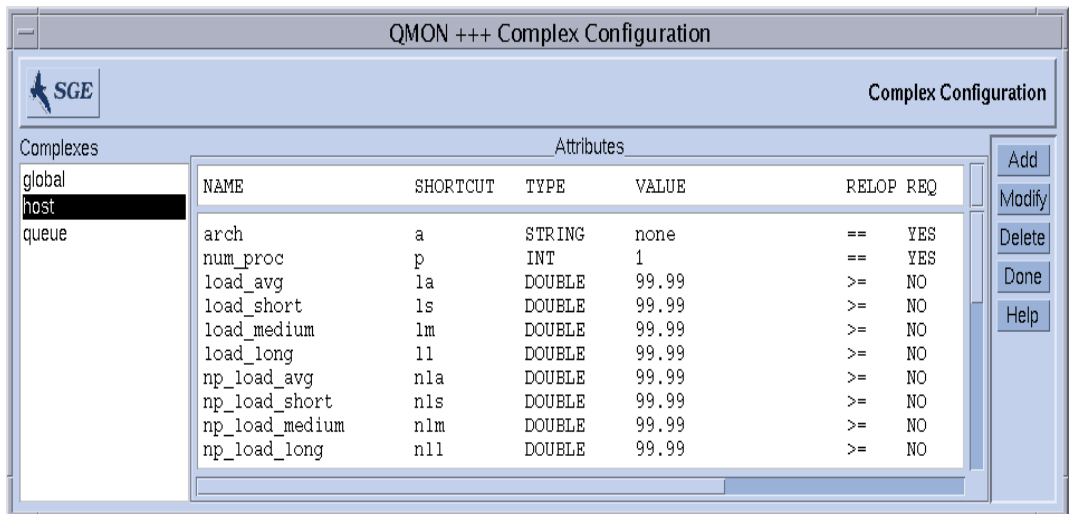 QMON +++ Complex Configuration
SGE
Complex Configuration
Complexes
global
host
queue
Attributes
NAME SHORTCUT TYPE VALUE RELOP REQ
arch a STRING none == YES
num_proc p INT 1 == YES
load_avg la DOUBLE 99.99 >= NO
load_short ls DOUBLE 99.99 >= NO
load_medium lm DOUBLE 99.99 >= NO
load_long ll DOUBLE 99.99 >= NO
np_load_avg nla DOUBLE 99.99 >= NO
np_load_short nls DOUBLE 99.99 >= NO
np_load_medium nlm DOUBLE 99.99 >= NO
np_load_long nll DOUBLE 99.99 >= NO
Add
Modify
Delete
Done
Help